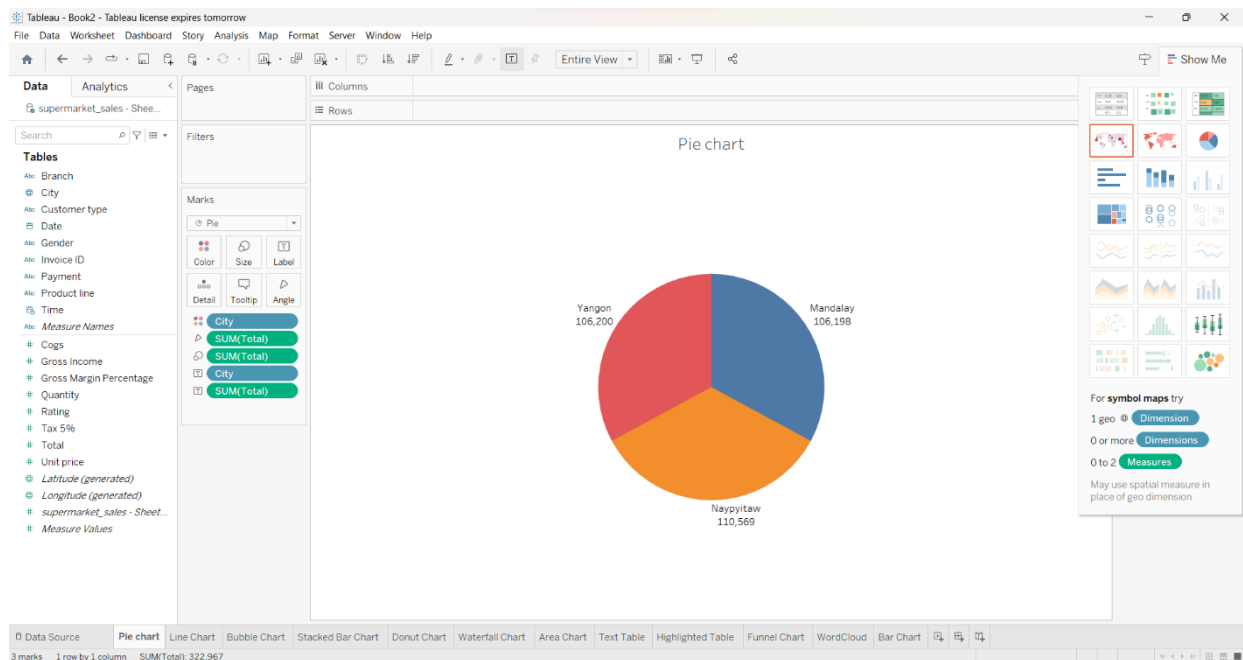 Tableau - Book2 - Tableau license expires tomorrow
File Data Worksheet Dashboard Story Analysis Map Format Server Window Help
Entire View
Show Me
Data Analytics
supermarket_sales - Shee...
Search
Tables
Abc Branch
City
Abc Customer type
Date
Abc Gender
Abc Invoice ID
Abc Payment
Abc Product line
Time
Abc Measure Names
# Cogs
# Gross Income
# Gross Margin Percentage
# Quantity
# Rating
# Tax 5%
# Total
# Unit price
Latitude (generated)
Longitude (generated)
# supermarket_sales - Sheet...
# Measure Values
Pages
Filters
Marks
Pie
Color Size Label
Detail Tooltip Angle
City
SUM(Total)
SUM(Total)
City
SUM(Total)
Columns
Rows
Pie chart
Yangon
106,200
Mandalay
106,198
Naypyitaw
110,569
For symbol maps try
1 geo Dimension
0 or more Dimensions
0 to 2 Measures
May use spatial measure in
place of geo dimension
Data Source Pie chart Line Chart Bubble Chart Stacked Bar Chart Donut Chart Waterfall Chart Area Chart Text Table Highlighted Table Funnel Chart WordCloud Bar Chart
3 marks 1 row by 1 column SUM(Total): 322,967